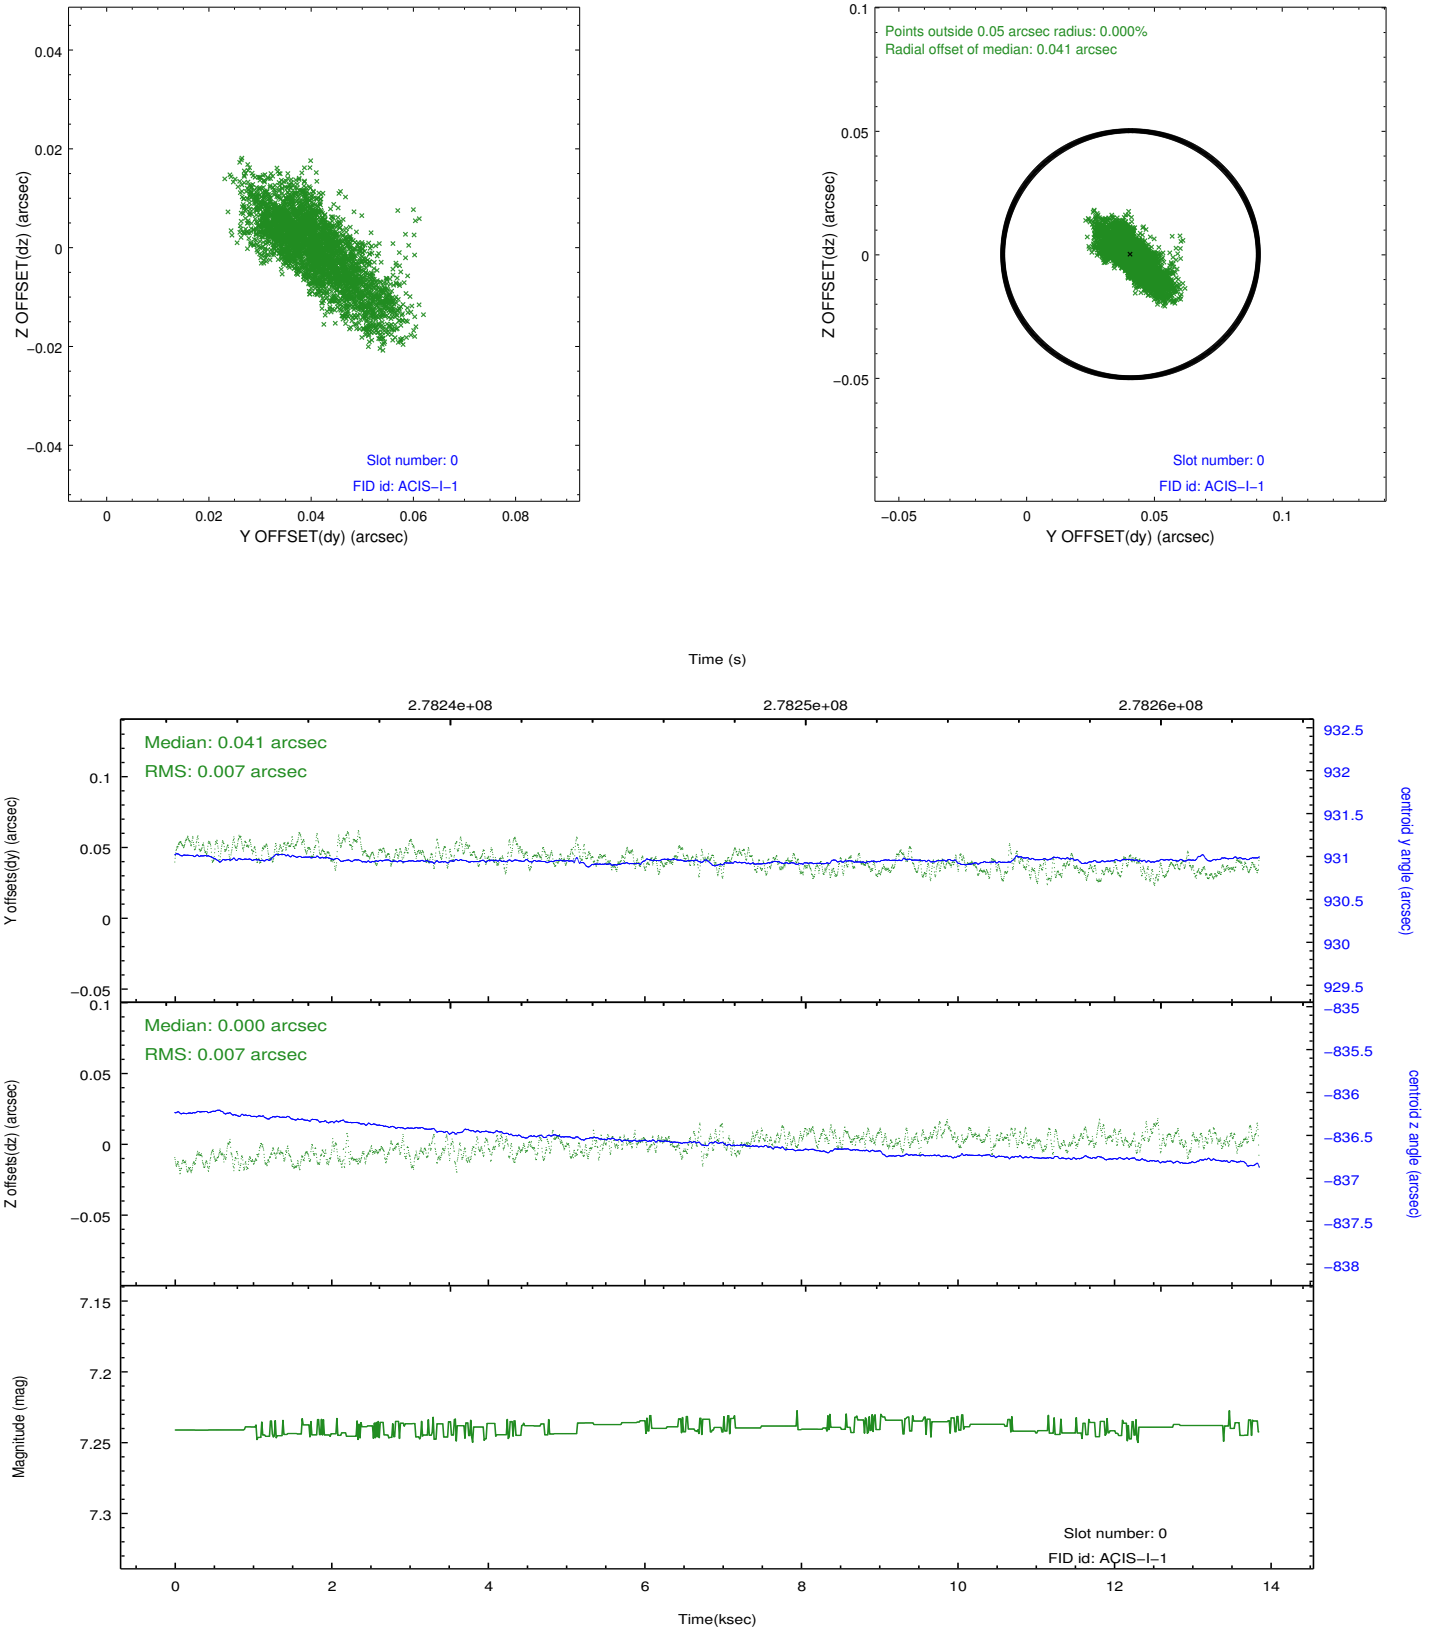 0.04
0.02
0
−0.02
−0.04
Z OFFSET(dz) (arcsec)
Slot number: 0
FID id: ACIS−I−1
0
0.02
0.04
0.06
0.08
Y OFFSET(dy) (arcsec)
0.1
0.05
0
−0.05
Z OFFSET(dz) (arcsec)
Points outside 0.05 arcsec radius: 0.000%
Radial offset of median: 0.041 arcsec
Slot number: 0
FID id: ACIS−I−1
−0.05
0
0.05
0.1
Y OFFSET(dy) (arcsec)
Time (s)
2.7824e+08
2.7825e+08
2.7826e+08
Median: 0.041 arcsec
RMS: 0.007 arcsec
0.1
0.05
0
−0.05
Y offsets(dy) (arcsec)
932.5
932
931.5
931
930.5
930
929.5
centroid y angle (arcsec)
Median: 0.000 arcsec
RMS: 0.007 arcsec
0.1
0.05
0
−0.05
Z offsets(dz) (arcsec)
−835
−835.5
−836
−836.5
−837
−837.5
−838
centroid z angle (arcsec)
7.15
7.2
7.25
7.3
Magnitude (mag)
Slot number: 0
FID id: ACIS−I−1
0
2
4
6
8
10
12
14
Time(ksec)